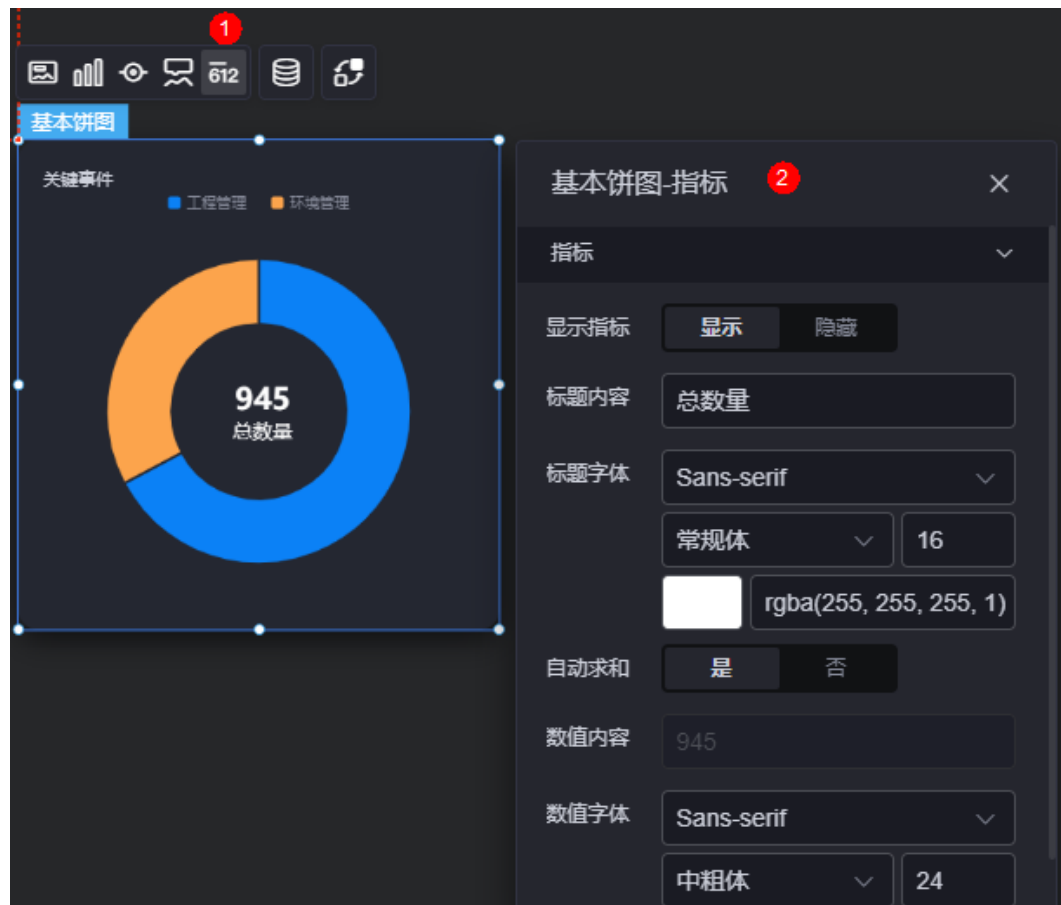 1
612
基本饼图
关键事件
工程管理 环境管理
945
总数量
基本饼图-指标 2
指标
显示指标 显示 隐藏
标题内容 总数量
标题字体 Sans-serif
常规体 16
rgba(255, 255, 255, 1)
自动求和 是 否
数值内容 945
数值字体 Sans-serif
中粗体 24